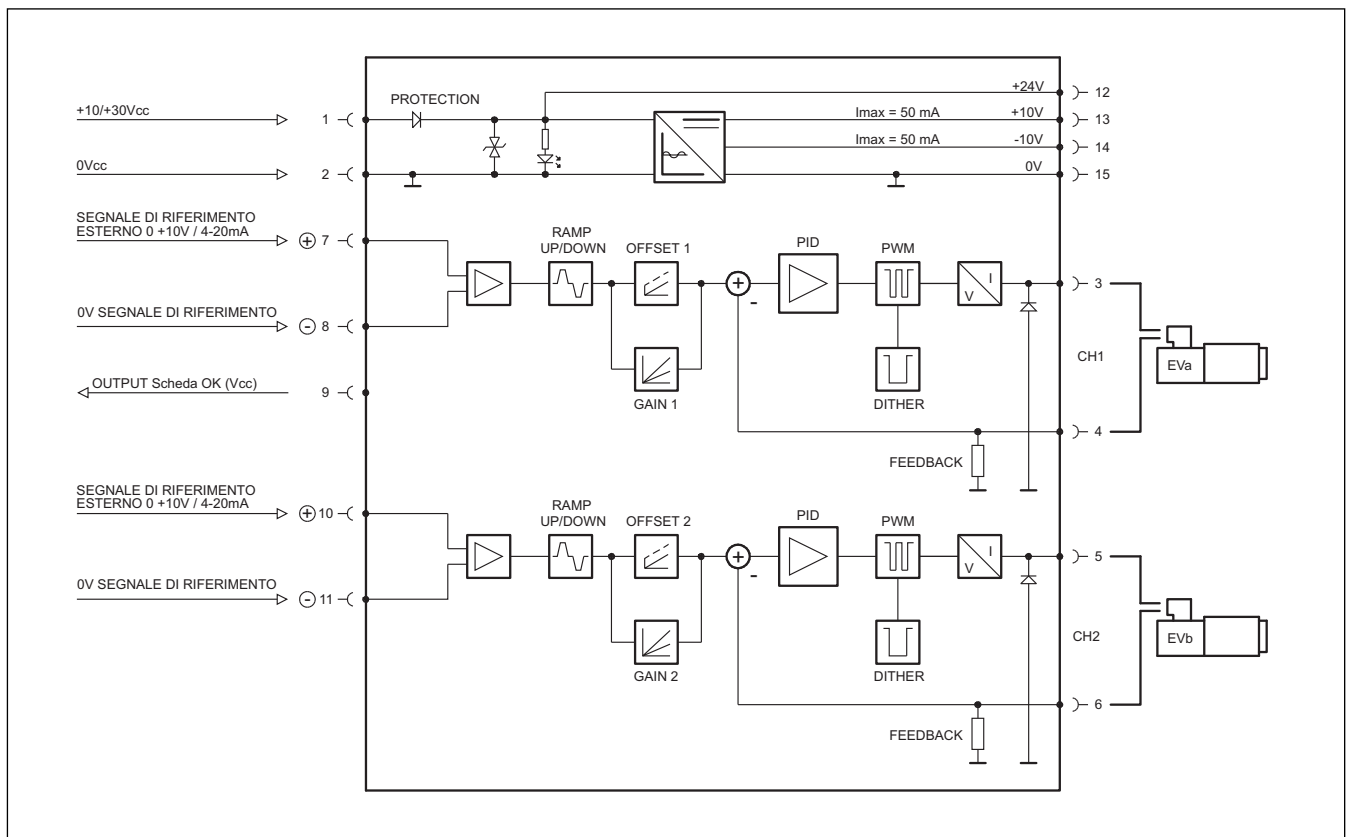 +10/+30Vcc
1
PROTECTION
+24V
12
Imax = 50 mA
+10V
13
Imax = 50 mA
-10V
14
0Vcc
2
0V
15
SEGNALE DI RIFERIMENTO
ESTERNO 0 +10V / 4-20mA
+ 7
RAMP
UP/DOWN
OFFSET 1
+
-
PID
PWM
I
V
3
0V SEGNALE DI RIFERIMENTO
- 8
GAIN 1
DITHER
CH1
EVa
OUTPUT Scheda OK (Vcc)
9
4
FEEDBACK
SEGNALE DI RIFERIMENTO
ESTERNO 0 +10V / 4-20mA
+ 10
RAMP
UP/DOWN
OFFSET 2
+
-
PID
PWM
I
V
5
0V SEGNALE DI RIFERIMENTO
- 11
GAIN 2
DITHER
CH2
EVb
6
FEEDBACK